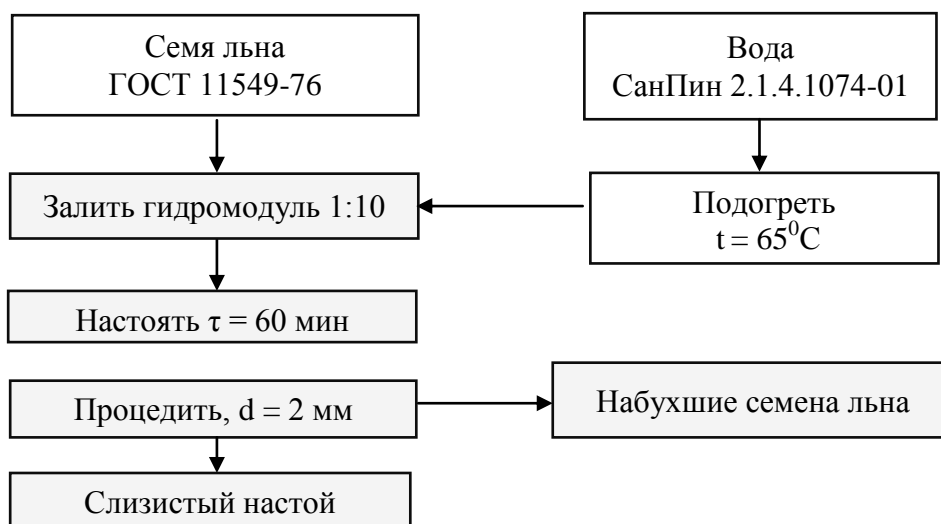 Семя льна
ГОСТ 11549-76
Вода
СанПин 2.1.4.1074-01
Залить гидромодуль 1:10
Подогреть
t = 65⁰С
Настоять τ = 60 мин
Процедить, d = 2 мм
Набухшие семена льна
Слизистый настой